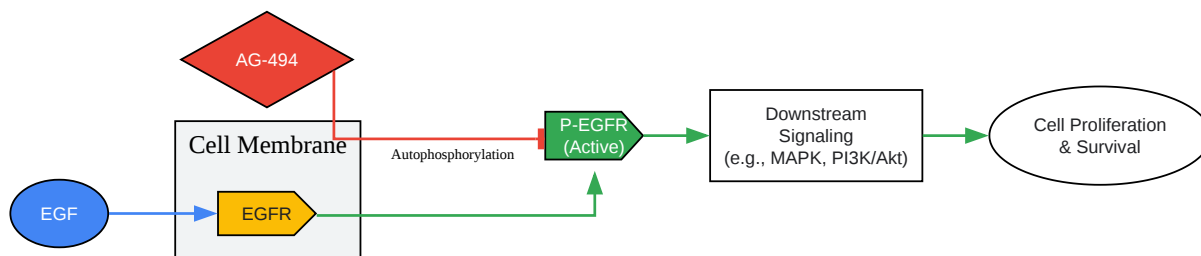 AG-494
Cell Membrane
Autophosphorylation
P-EGFR
(Active)
Downstream
Signaling
(e.g., MAPK, PI3K/Akt)
Cell Proliferation
& Survival
EGF
EGFR